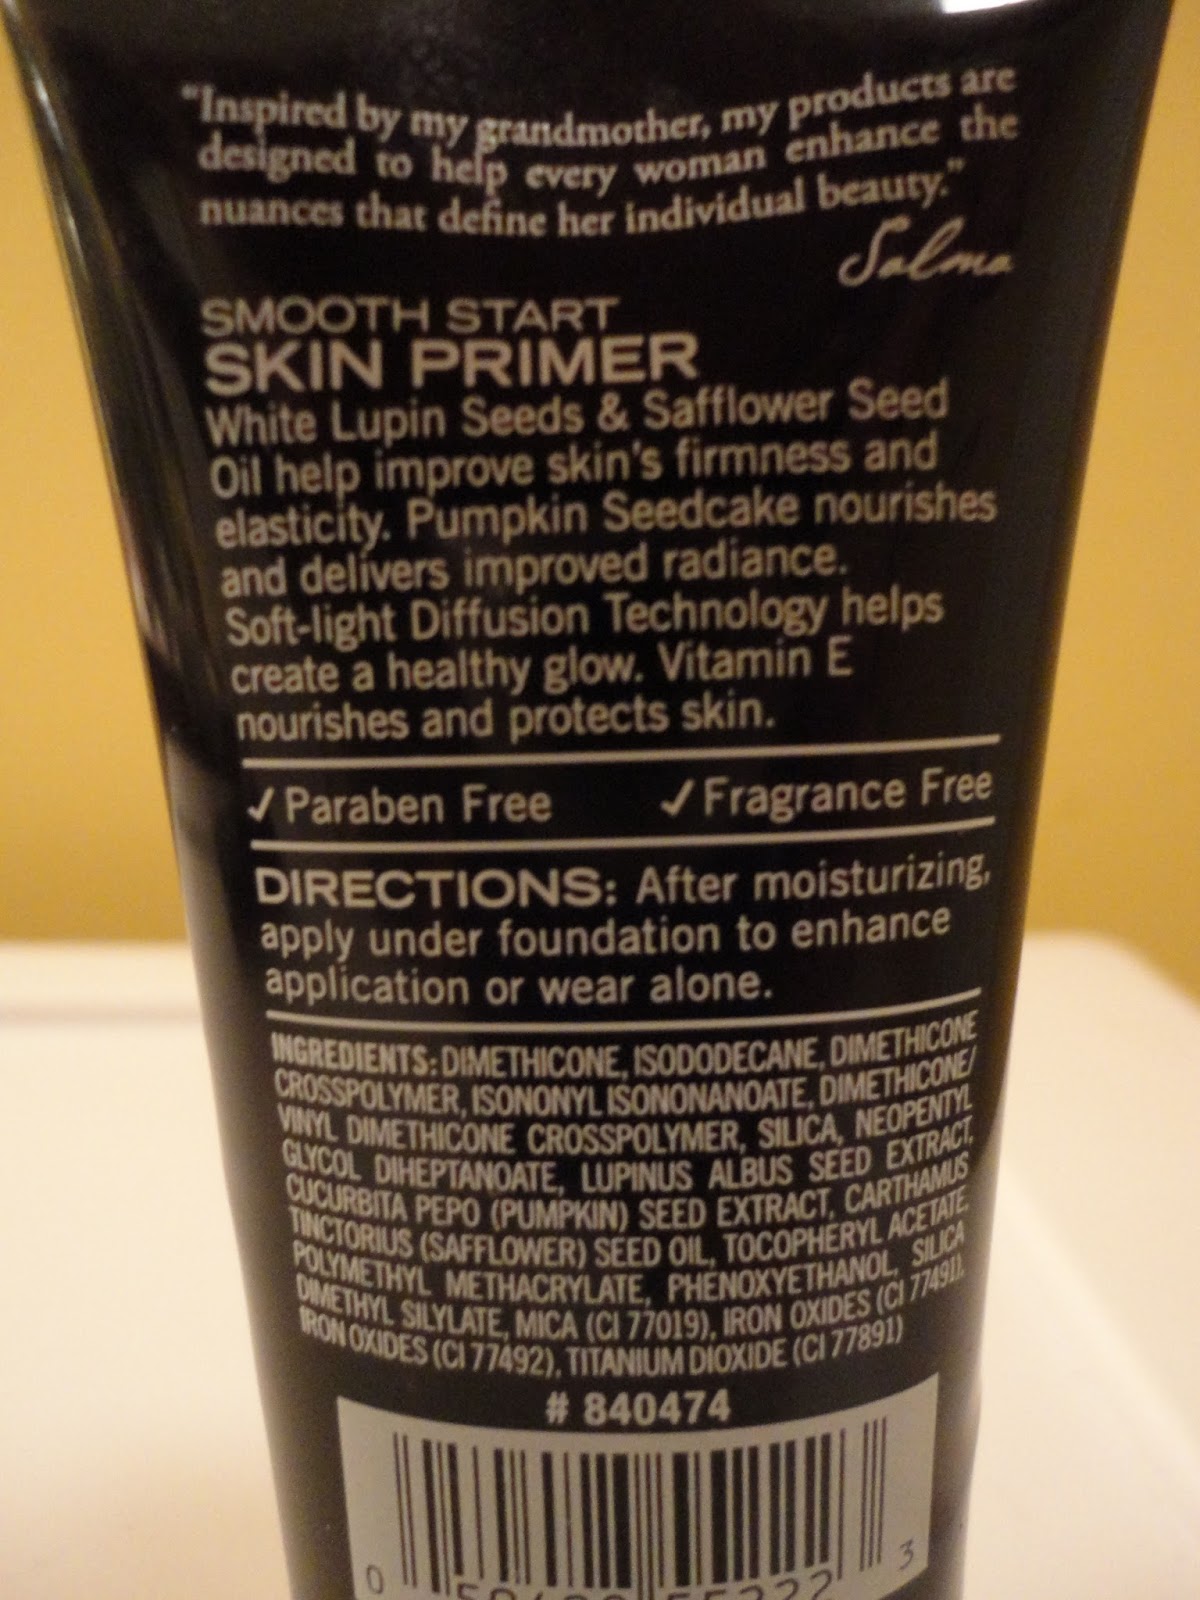 "Inspired by my grandmother, my products are
designed to help every woman enhance the
nuances that define her individual beauty."
Salma
SMOOTH START
SKIN PRIMER
White Lupin Seeds & Safflower Seed
Oil help improve skin's firmness and
elasticity. Pumpkin Seedcake nourishes
and delivers improved radiance.
Soft-light Diffusion Technology helps
create a healthy glow. Vitamin E
nourishes and protects skin.
✓ Paraben Free ✓ Fragrance Free
DIRECTIONS: After moisturizing,
apply under foundation to enhance
application or wear alone.
INGREDIENTS: DIMETHICONE, ISODODECANE, DIMETHICONE
CROSSPOLYMER, ISONONYL ISONONANOATE, DIMETHICONE/
VINYL DIMETHICONE CROSSPOLYMER, SILICA, NEOPENTYL
GLYCOL DIHEPTANOATE, LUPINUS ALBUS SEED EXTRACT,
CUCURBITA PEPO (PUMPKIN) SEED EXTRACT, CARTHAMUS
TINCTORIUS (SAFFLOWER) SEED OIL, TOCOPHERYL ACETATE,
POLYMETHYL METHACRYLATE, PHENOXYETHANOL, SILICA
DIMETHYL SILYLATE, MICA (CI 77019), IRON OXIDES (CI 77491),
IRON OXIDES (CI 77492), TITANIUM DIOXIDE (CI 77891)
# 840474
0 3